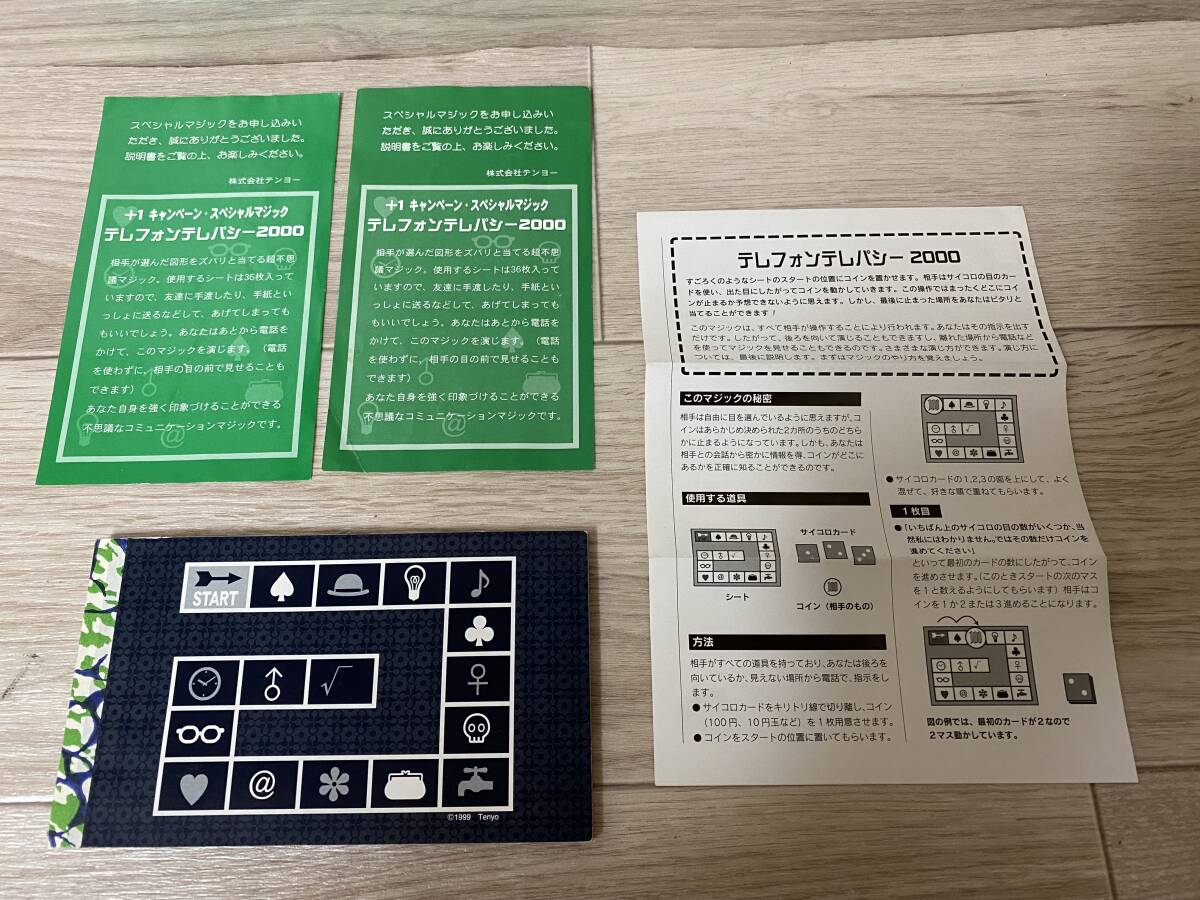 スペシャルマジックをお申し込みい
ただき、誠にありがとうございました。
説明書をご覧の上、お楽しみください。
株式会社テンヨー
+1 キャンペーン・スペシャルマジック
テレフォンテレパシー2000
相手が選んだ図形をズバリと当てる超不思
議マジック。使用するシートは36枚入って
いますので、友達に手渡したり、手紙とい
っしょに送るなどして、あげてしまっても
もいいでしょう。あなたはあとから電話を
かけて、このマジックを演じます。（電話
を使わずに、相手の目の前で見せることも
できます）
あなた自身を強く印象づけることができる
不思議なコミュニケーションマジックです。
スペシャルマジックをお申し込みい
ただき、誠にありがとうございました。
説明書をご覧の上、お楽しみください。
株式会社テンヨー
+1 キャンペーン・スペシャルマジック
テレフォンテレパシー2000
相手が選んだ図形をズバリと当てる超不思
議マジック。使用するシートは36枚入って
いますので、友達に手渡したり、手紙とい
っしょに送るなどして、あげてしまっても
もいいでしょう。あなたはあとから電話を
かけて、このマジックを演じます。（電話
を使わずに、相手の目の前で見せることも
できます）
あなた自身を強く印象づけることができる
不思議なコミュニケーションマジックです。
START
@
©1999 Tenyo
テレフォンテレパシー 2000
すごろくのようなシートのスタートの位置にコインを置かせます。相手はサイコロの目のカー
ドを使い、出た目にしたがってコインを動かしていきます。この操作ではまったくどこにコイ
ンが止まるか予想できないように思えます。しかし、最後に止まった場所をあなたはピタリと
当てることができます！
このマジックは、すべて相手が操作することにより行われます。あなたはその指示を出す
だけです。したがって、後ろを向いて演じることもできますし、離れた場所から電話など
を使ってマジックを見せることもできるのです。さまざまな演じ方ができます。演じ方に
ついては、最後に説明します。まずはマジックのやり方を覚えましょう。
このマジックの秘密
相手は自由に目を選んでいるように思えますが、コ
インはあらかじめ決められた2カ所のうちのどちら
かに止まるようになっています。しかも、あなたは
相手との会話から密かに情報を得、コインがどこに
あるかを正確に知ることができるのです。
使用する道具
サイコロカード
シート
コイン（相手のもの）
方法
相手がすべての道具を持っており、あなたは後ろを
向いているか、見えない場所から電話で、指示をし
ます。
● サイコロカードをキリトリ線で切り離し、コイン
（100円、10円玉など）を1枚用意させます。
● コインをスタートの位置に置いてもらいます。
● サイコロカードの1,2,3の面を上にして、よく
混ぜて、好きな順で重ねてもらいます。
1枚目
● 「いちばん上のサイコロの目の数がいくつか、当
然私にはわかりません。ではその数だけコインを
進めてください」
といって最初のカードの数にしたがって、コイン
を進めさせます。（このときスタートの次のマス
を1と数えるようにしてもらいます）相手はコ
インを1か2または3進めることになります。
図の例では、最初のカードが2なので
2マス動かしています。